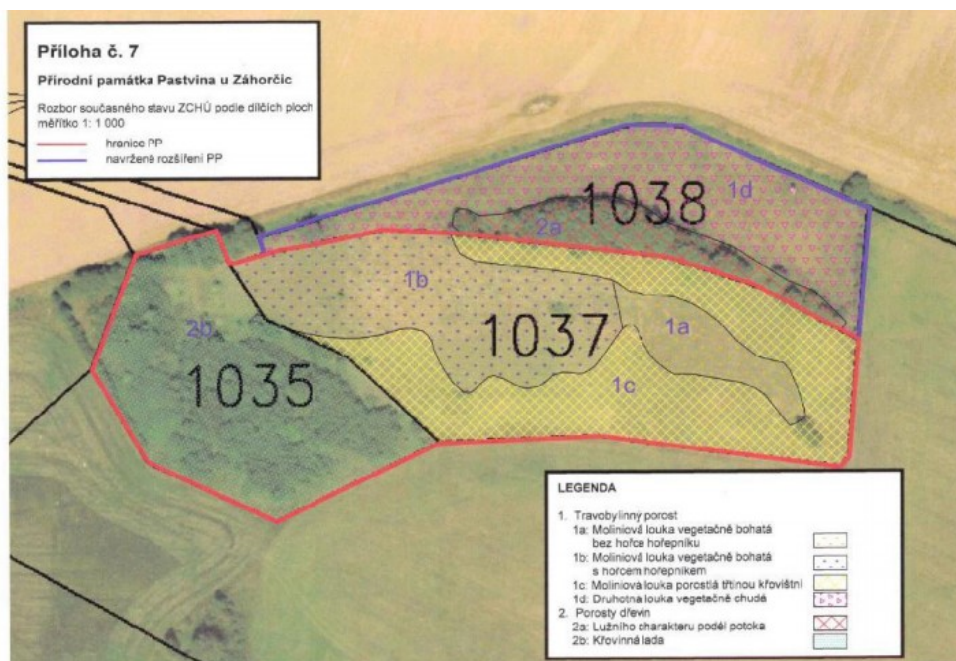 Příloha č. 7
Přírodní památka Pastvina u Záhorčic
Rozbor současného stavu ZCHÚ podle dílčích ploch
měřítko 1: 1 000
hranice PP
navržené rozšíření PP
1d
1038
2a
1b
1a
2b
1037
1035
1c
LEGENDA
1. Travobylinný porost
1a: Moliniová louka vegetačně bohatá
bez hořce hořepníku
1b: Moliniová louka vegetačně bohatá
s hořcem hořepníkem
1c: Moliniová louka porostlá třtinou křovištní
1d: Druhotná louka vegetačně chudá
2. Porosty dřevin
2a: Lužního charakteru podél potoka
2b: Křovinná lada